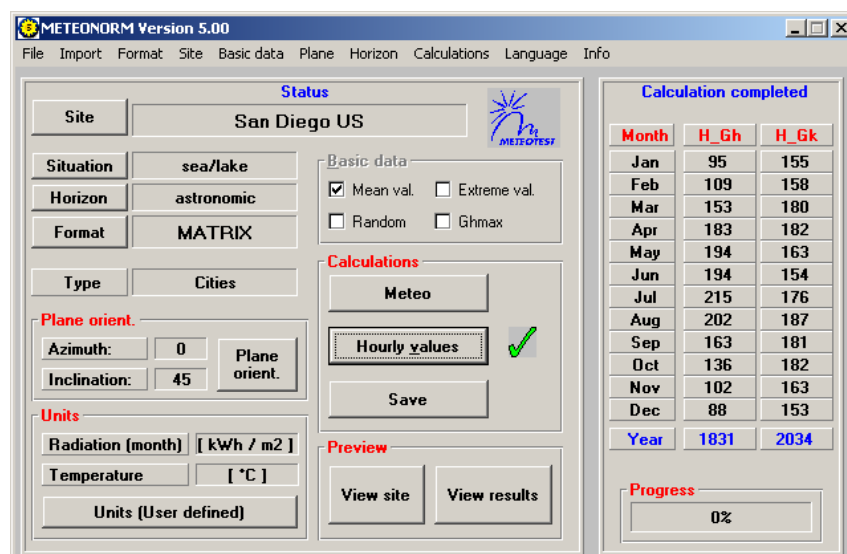 METEONORM Version 5.00
File Import Format Site Basic data Plane Horizon Calculations Language Info
Status
Site San Diego US
METEOTEST
Situation sea/lake
Horizon astronomic
Format MATRIX
Type Cities
Basic data
Mean val. Extreme val.
Random Ghmax
Plane orient.
Azimuth: 0
Inclination: 45
Plane orient.
Calculations
Meteo
Hourly values
Save
Units
Radiation (month) [ kWh / m2 ]
Temperature [ °C ]
Units (User defined)
Preview
View site View results
Calculation completed
Month H_Gh H_Gk
Jan 95 155
Feb 109 158
Mar 153 180
Apr 183 182
May 194 163
Jun 194 154
Jul 215 176
Aug 202 187
Sep 163 181
Oct 136 182
Nov 102 163
Dec 88 153
Year 1831 2034
Progress
0%